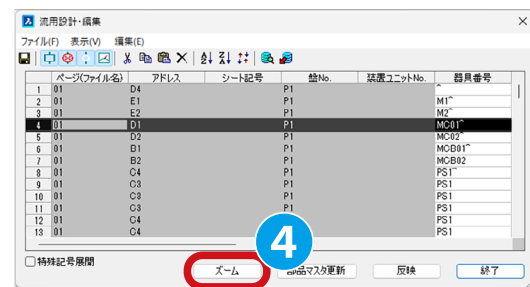 流用設計・編集
ファイル(F) 表示(V) 編集(E)
ページ(ファイル名) アドレス シート記号 盤No. 装置ユニットNo. 器具番号
1 01 D4 P1 ^
2 01 E1 P1 M1^
3 01 E2 P1 M2^
4 01 D1 P1 MC01^
5 01 D2 P1 MC02^
6 01 B1 P1 MCB01^
7 01 B2 P1 MCB02
8 01 C4 P1 PS1^
9 01 C3 P1 PS1
10 01 C3 P1 PS1
11 01 C3 P1 PS1
12 01 C4 P1 PS1
13 01 C4 P1 PS1
特殊記号展開
4
ズーム 部品マスタ更新 反映 終了